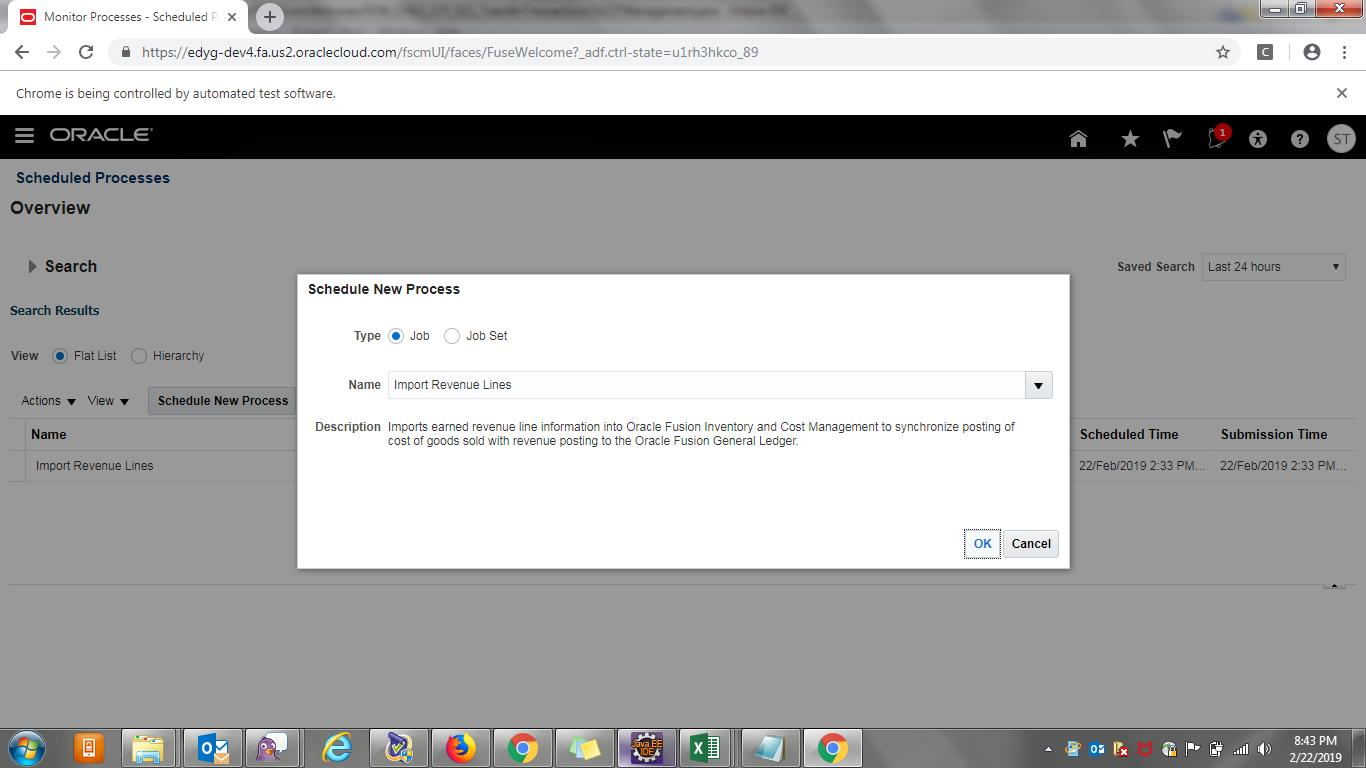 Monitor Processes - Scheduled P
https://edyg-dev4.fa.us2.oraclecloud.com/fscmUI/faces/FuseWelcome?_adf.ctrl-state=u1rh3hkco_89
C
Chrome is being controlled by automated test software.
ORACLE
1
ST
Scheduled Processes
Overview
Search
Saved Search Last 24 hours
Search Results
View Flat List Hierarchy
Actions View Schedule New Process
Name Scheduled Time Submission Time
Import Revenue Lines 22/Feb/2019 2:33 PM... 22/Feb/2019 2:33 PM...
Schedule New Process
Type Job Job Set
Name Import Revenue Lines
Description Imports earned revenue line information into Oracle Fusion Inventory and Cost Management to synchronize posting of
cost of goods sold with revenue posting to the Oracle Fusion General Ledger.
OK Cancel
Java EE
IDE
8:43 PM
2/22/2019